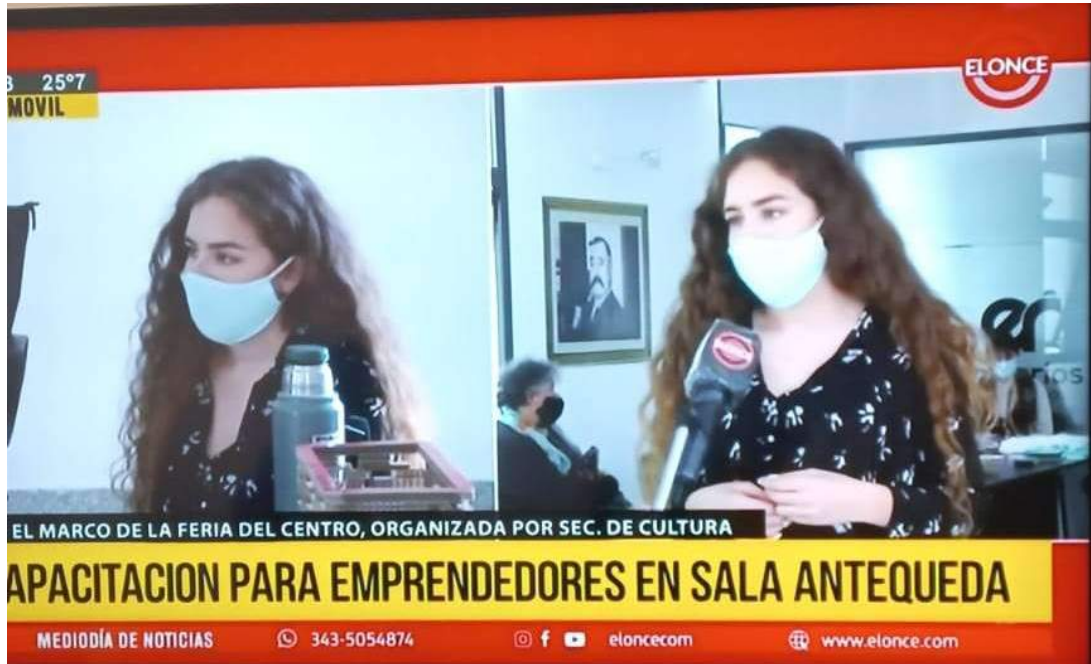 ELONCE
25°7
MOVIL
EL MARCO DE LA FERIA DEL CENTRO, ORGANIZADA POR SEC. DE CULTURA
APACITACION PARA EMPRENDEDORES EN SALA ANTEQUEDA
MEDIODÍA DE NOTICIAS 343-5054874 eloncecom www.elonce.com